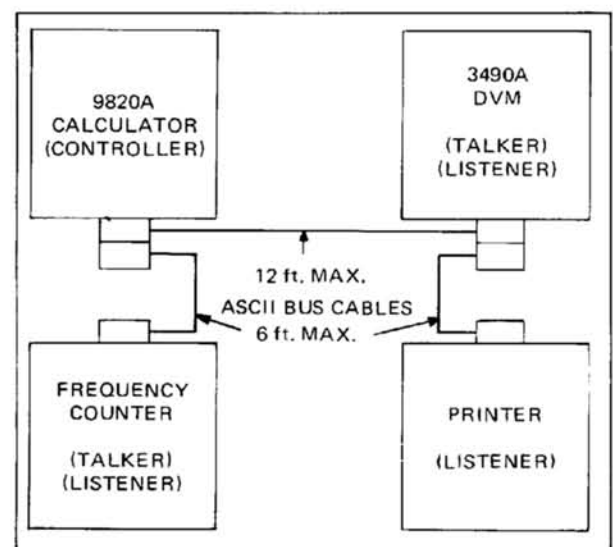 9820A
CALCULATOR
(CONTROLLER)
3490A
DVM
(TALKER)
(LISTENER)
12 ft. MAX.
ASCII BUS CABLES
6 ft. MAX.
FREQUENCY
COUNTER
(TALKER)
(LISTENER)
PRINTER
(LISTENER)